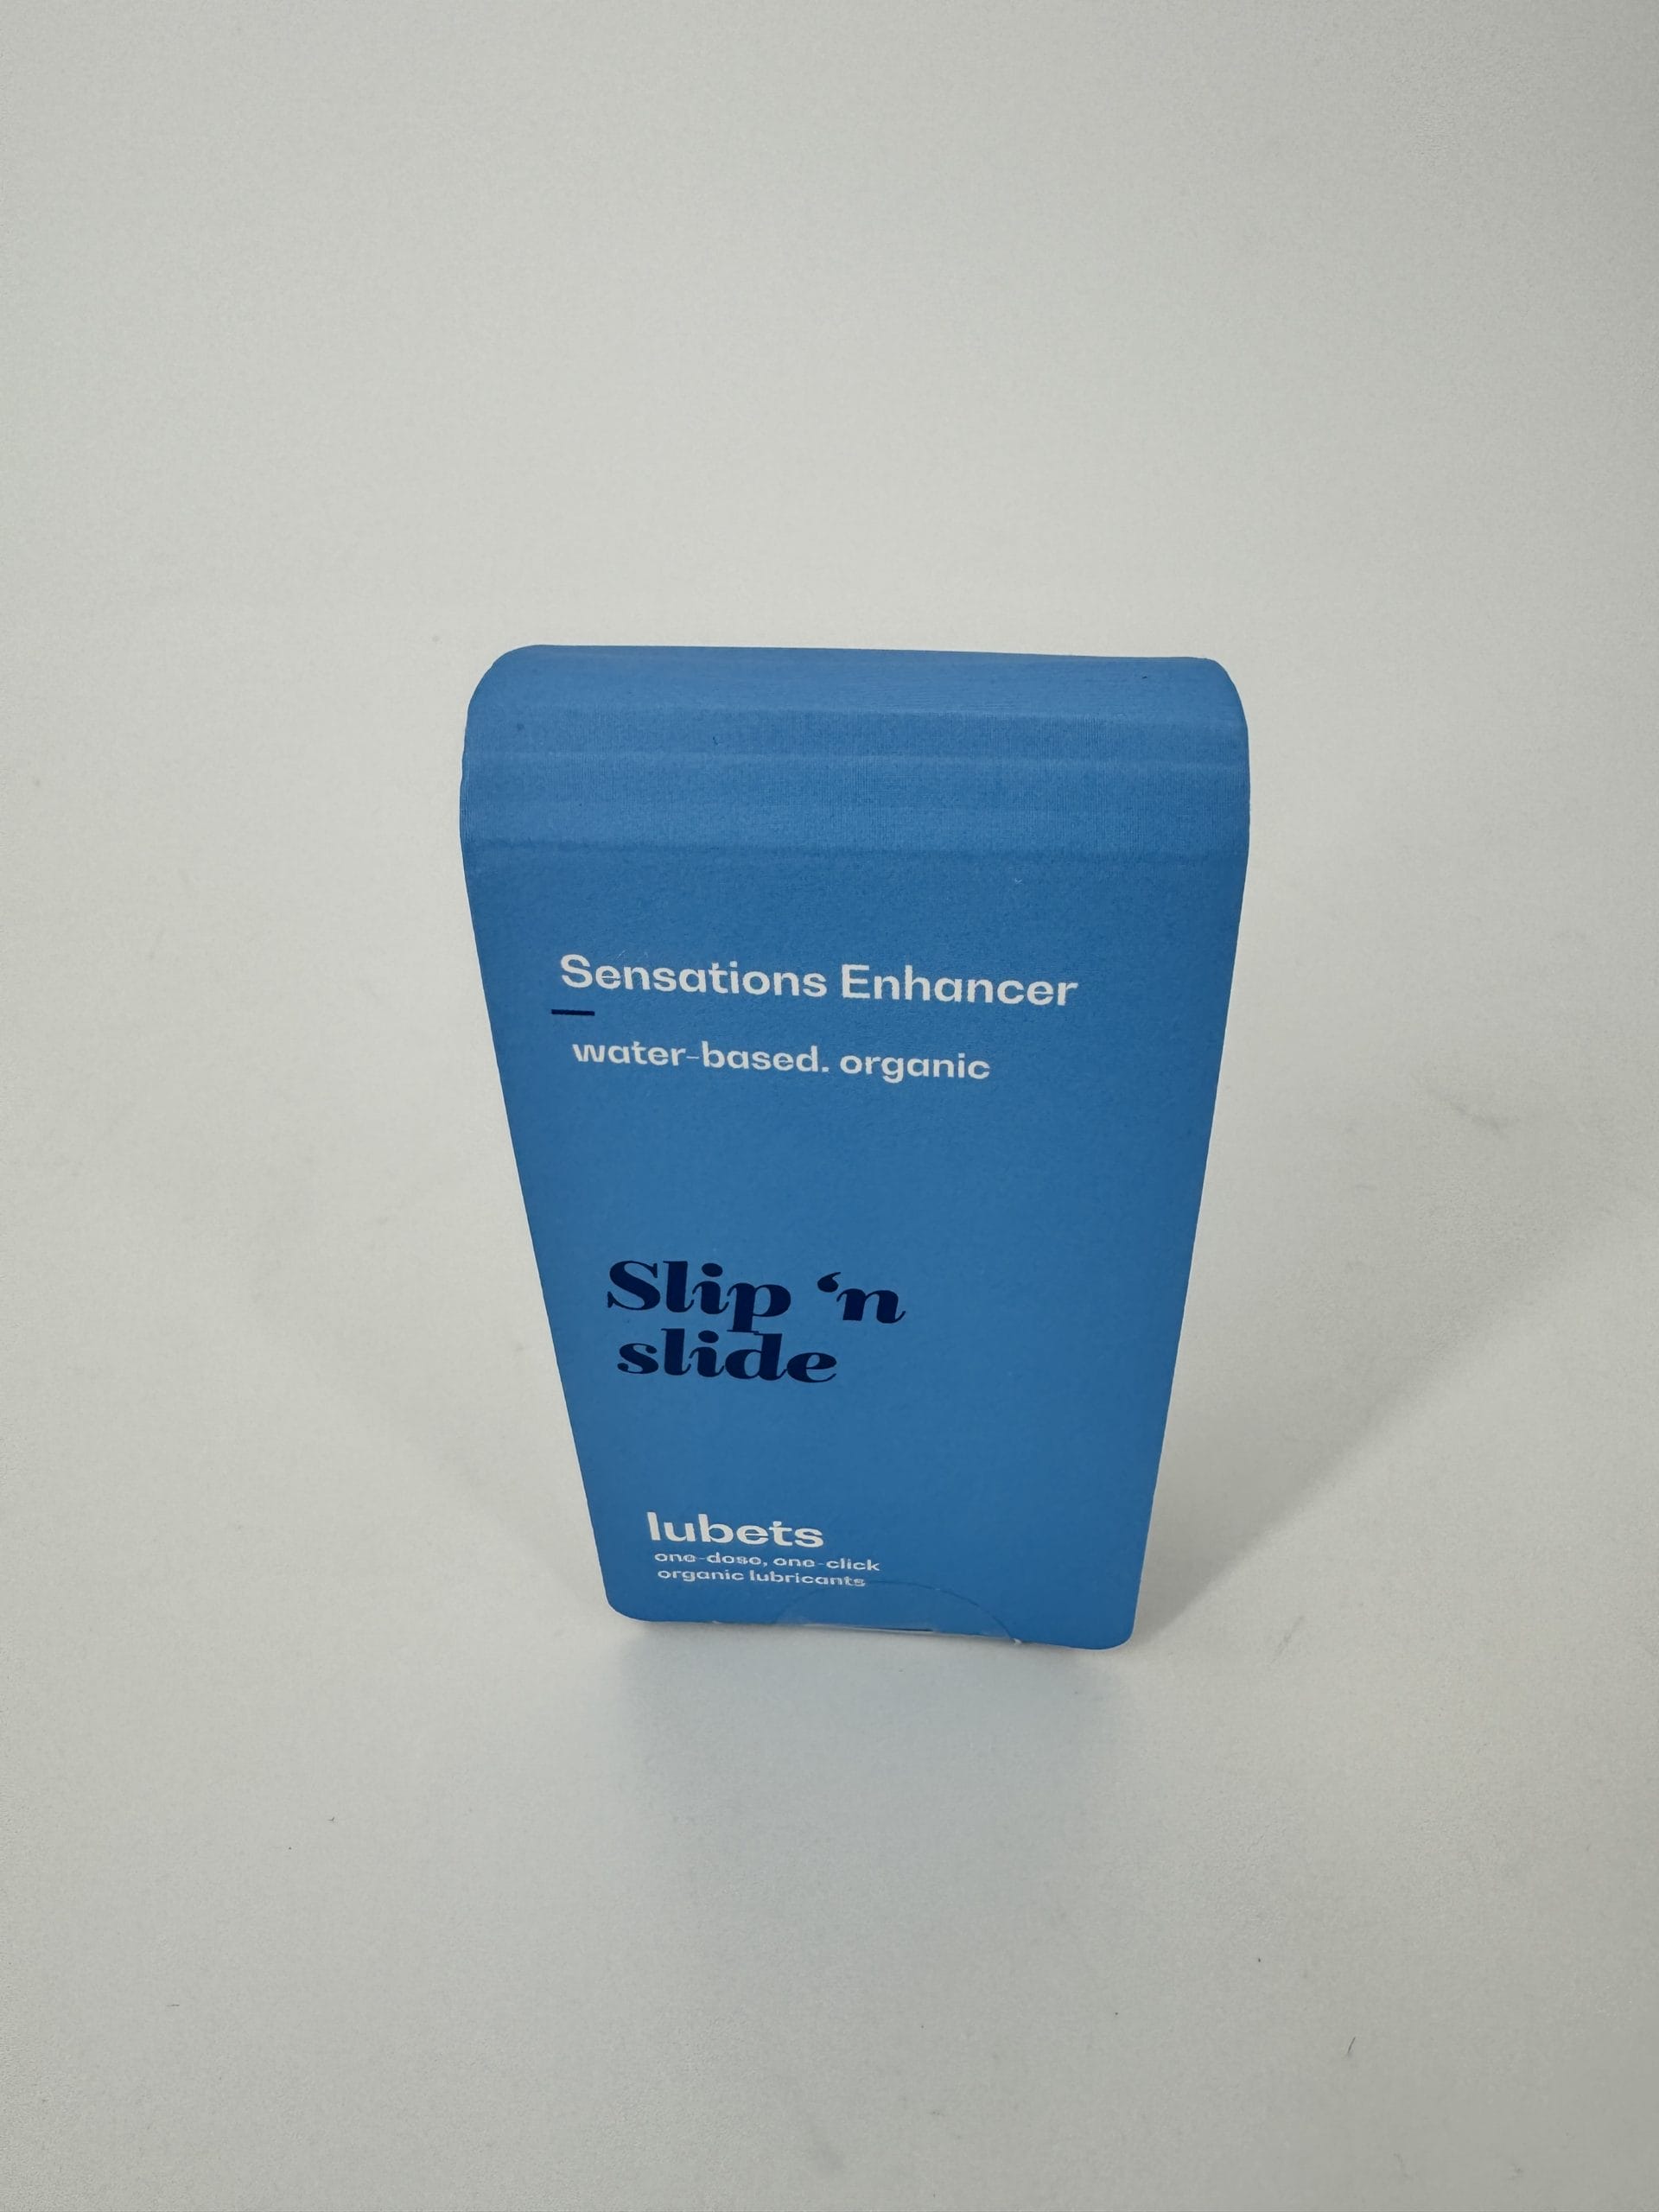 Sensations Enhancer
water-based. organic
Slip ‘n
slide
lubets
one-dose, one-click
organic lubricants